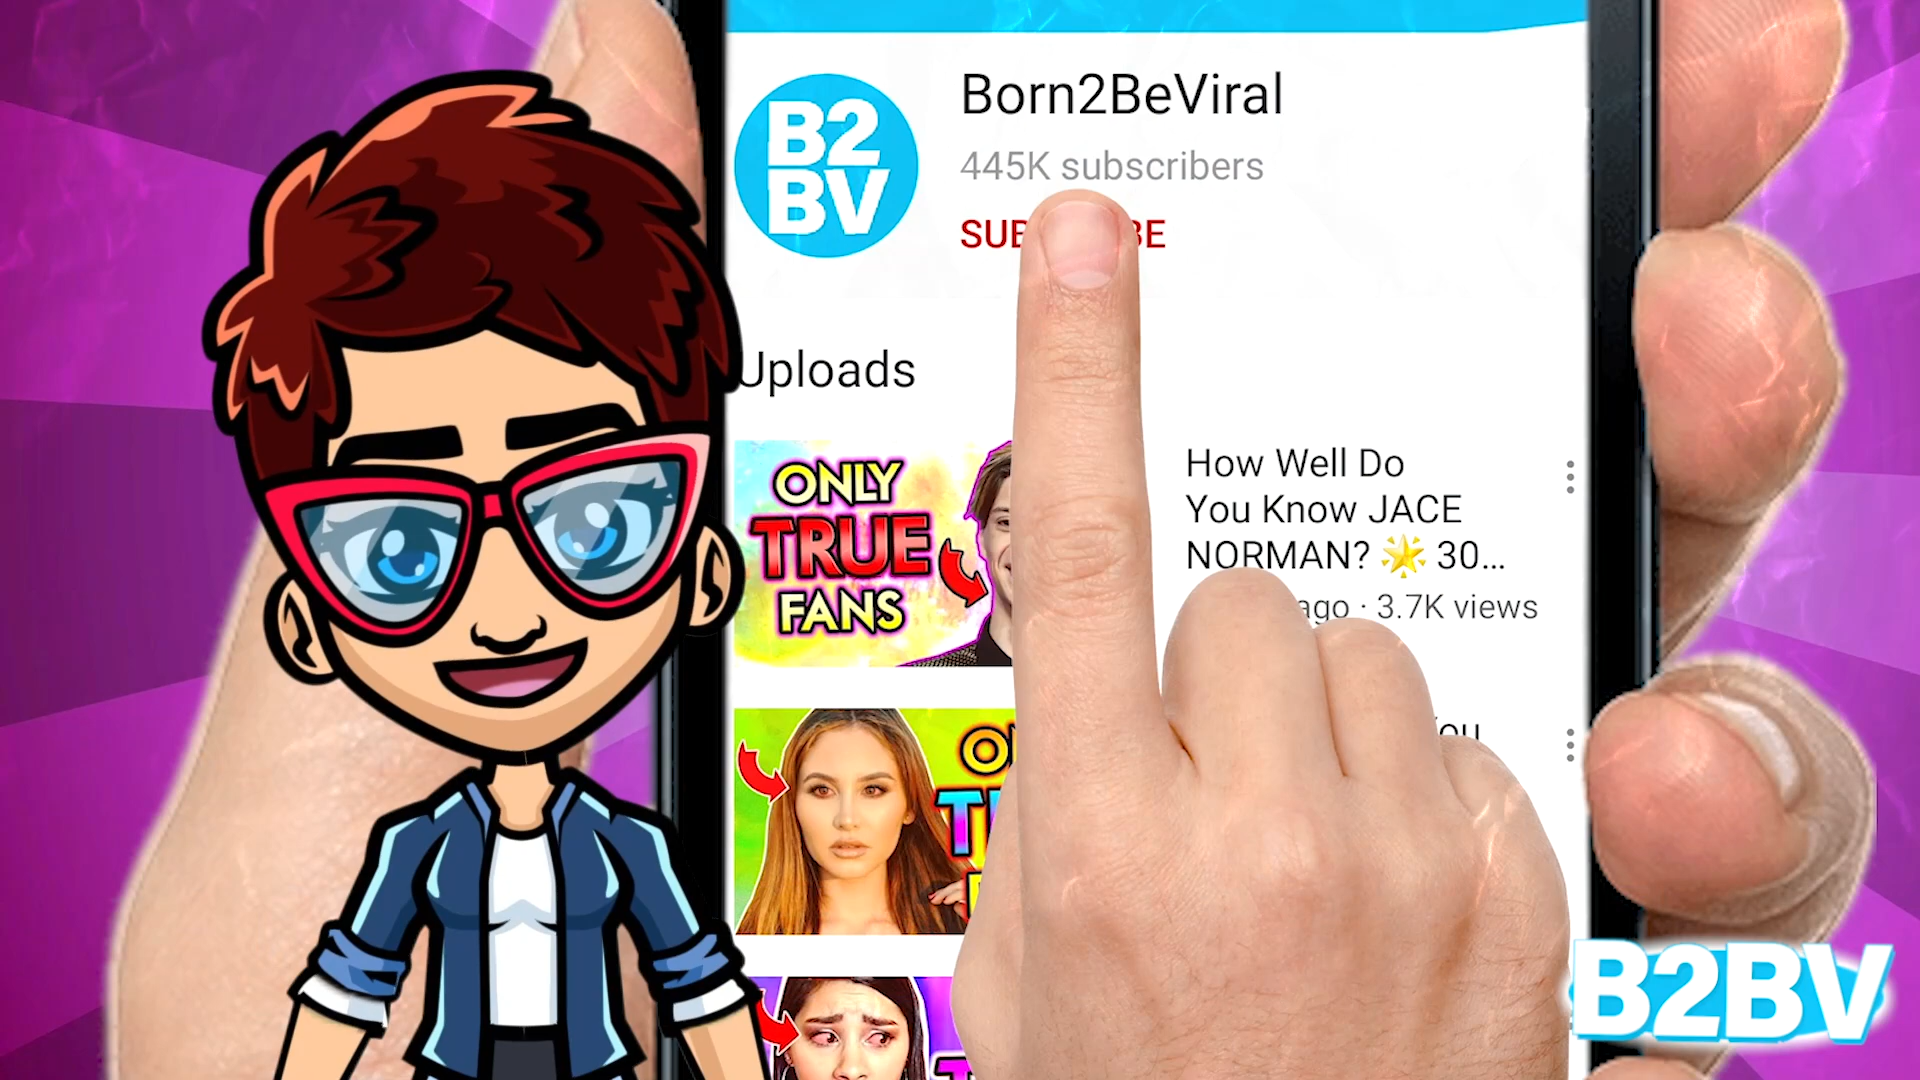 B2
BV
Born2BeViral
445K subscribers
Uploads
ONLY
TRUE
FANS
How Well Do
You Know JACE
NORMAN? 🌟 30...
ago · 3.7K views
B2BV